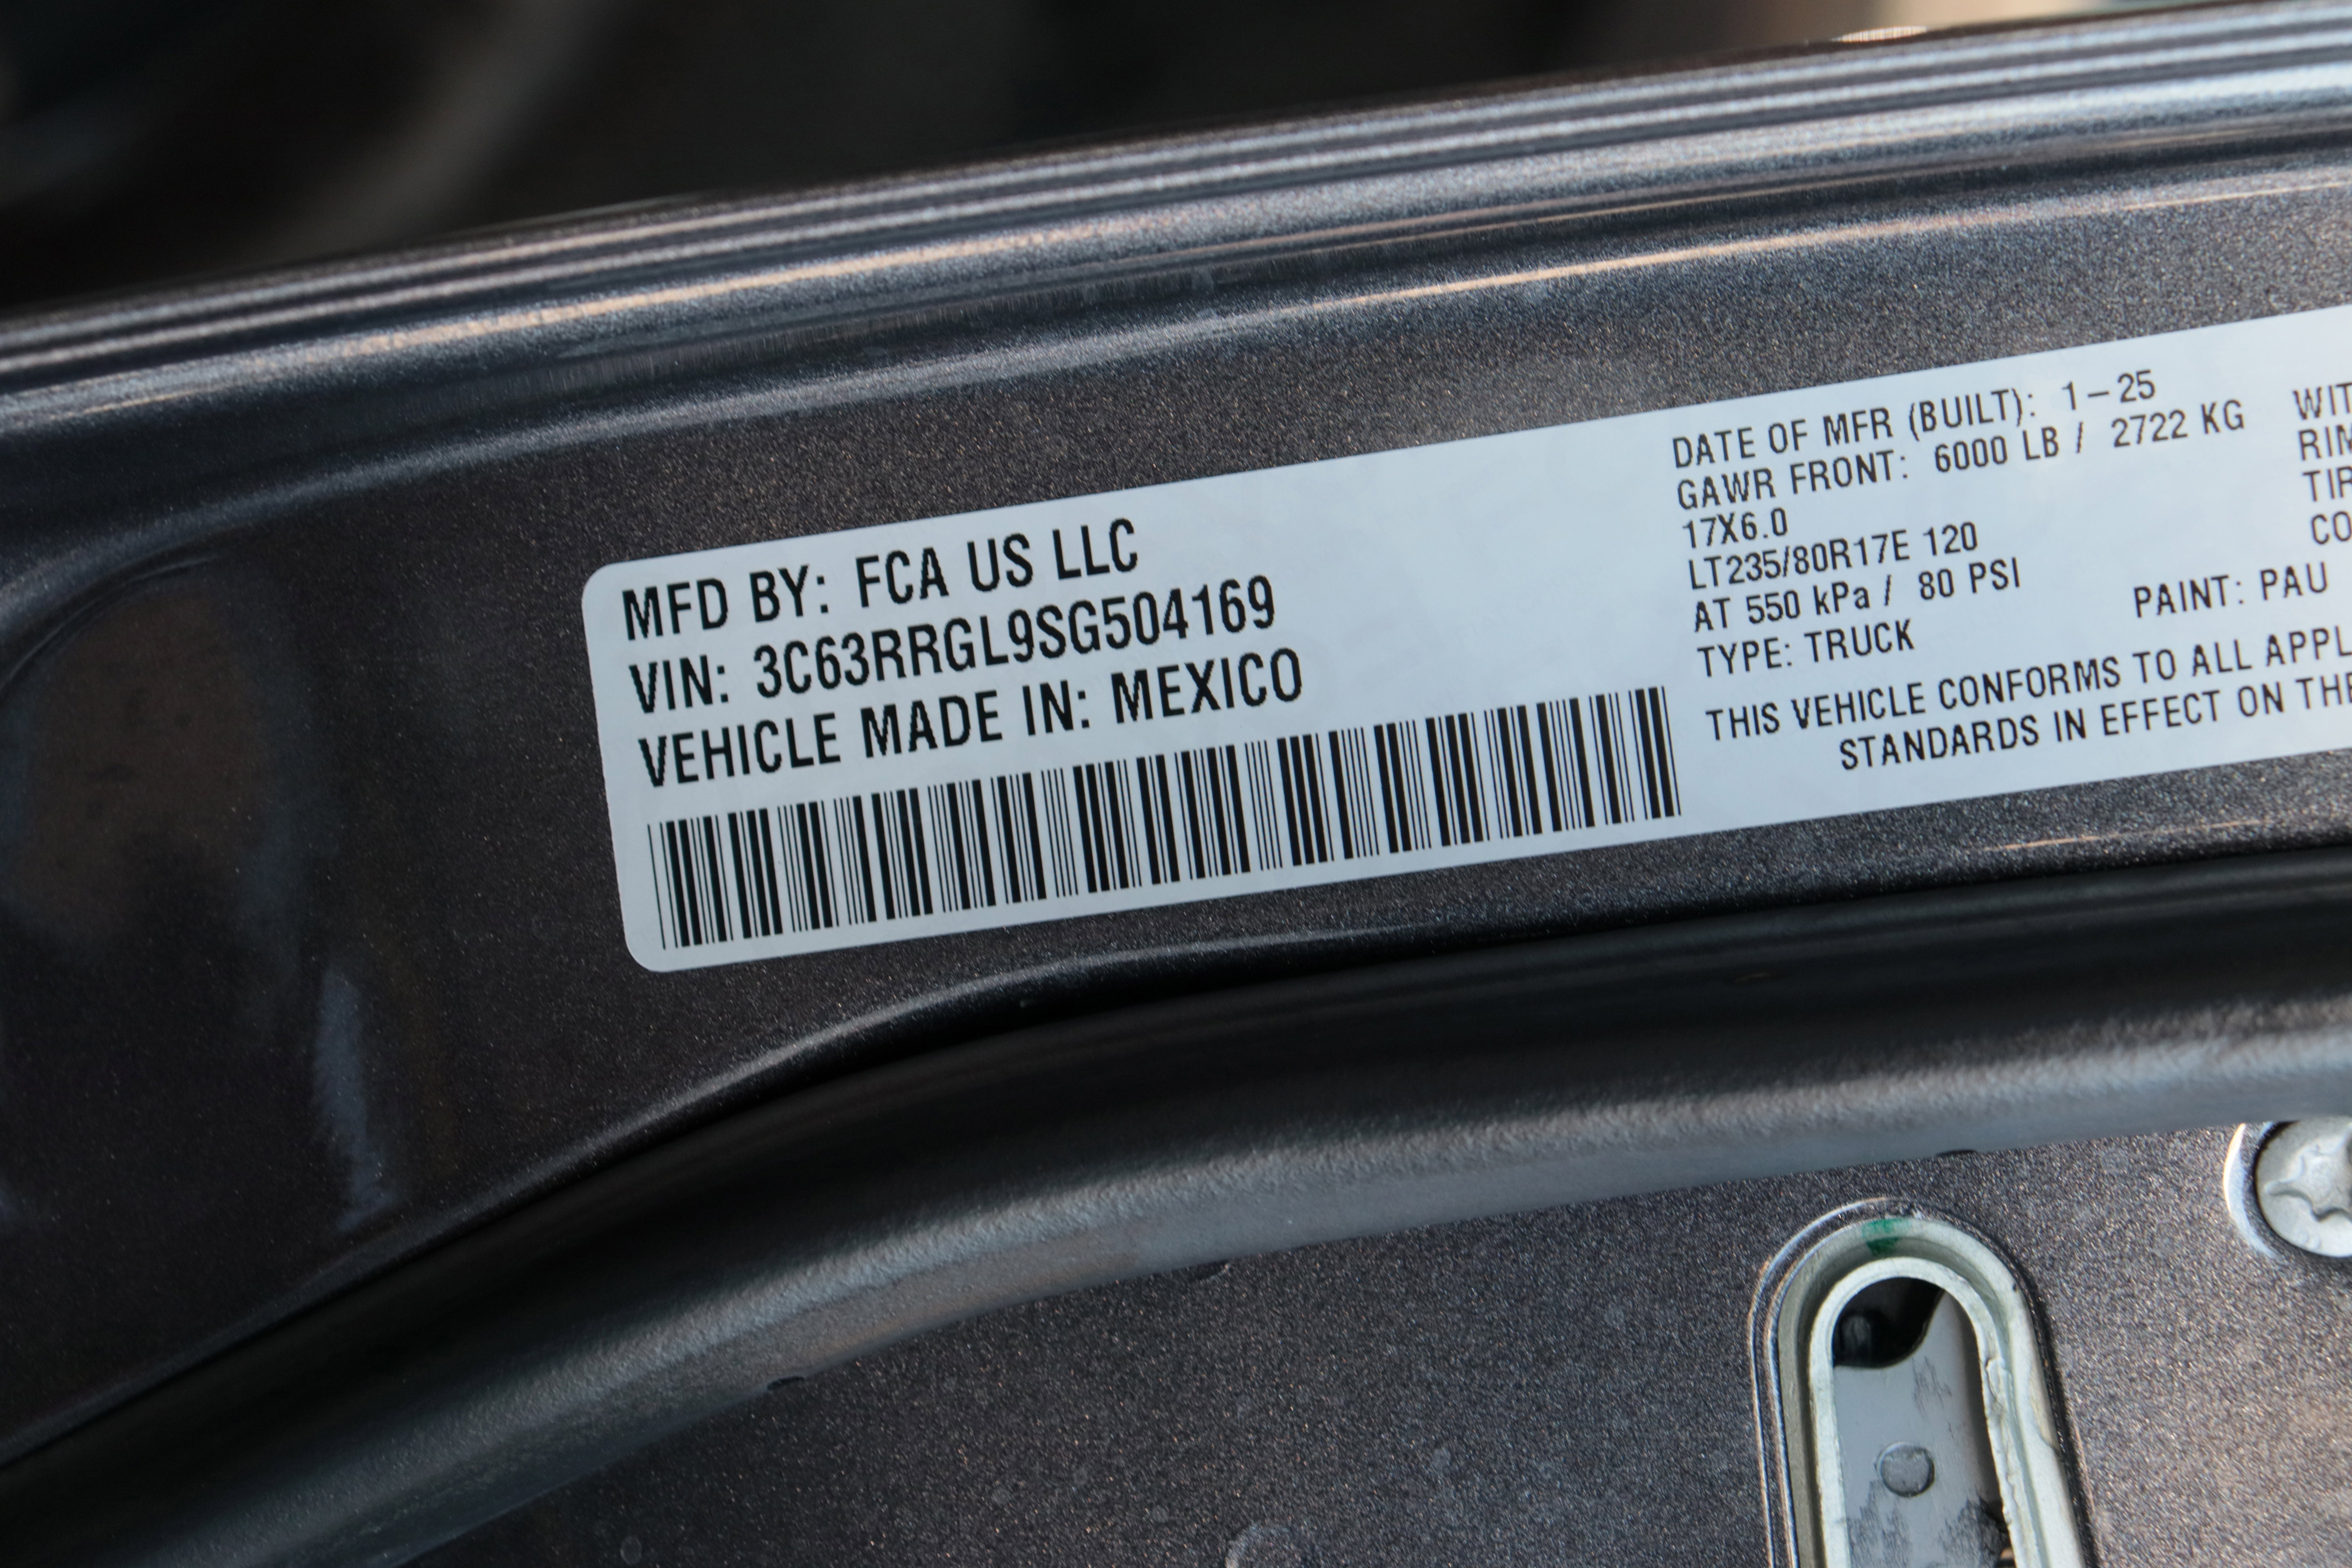 MFD BY: FCA US LLC
VIN: 3C63RRGL9SG504169
VEHICLE MADE IN: MEXICO
DATE OF MFR (BUILT): 1-25
GAWR FRONT: 6000 LB / 2722 KG
17X6.0
LT235/80R17E 120
AT 550 kPa / 80 PSI
TYPE: TRUCK
PAINT: PAU
THIS VEHICLE CONFORMS TO ALL
STANDARDS IN EFFECT ON